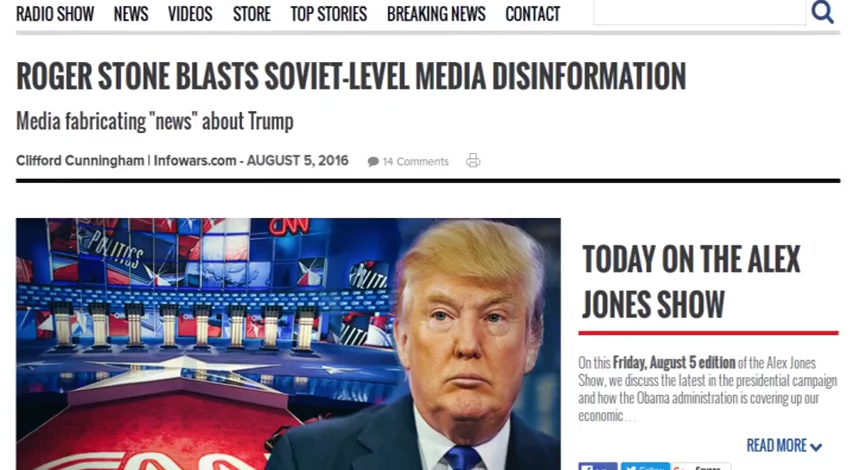 RADIO SHOW NEWS VIDEOS STORE TOP STORIES BREAKING NEWS CONTACT
ROGER STONE BLASTS SOVIET-LEVEL MEDIA DISINFORMATION
Media fabricating "news" about Trump
Clifford Cunningham | Infowars.com - AUGUST 5, 2016 14 Comments
CNN
POLITICS
TODAY ON THE ALEX
JONES SHOW
On this Friday, August 5 edition of the Alex Jones
Show, we discuss the latest in the presidential campaign
and how the Obama administration is covering up our
economic...
READ MORE